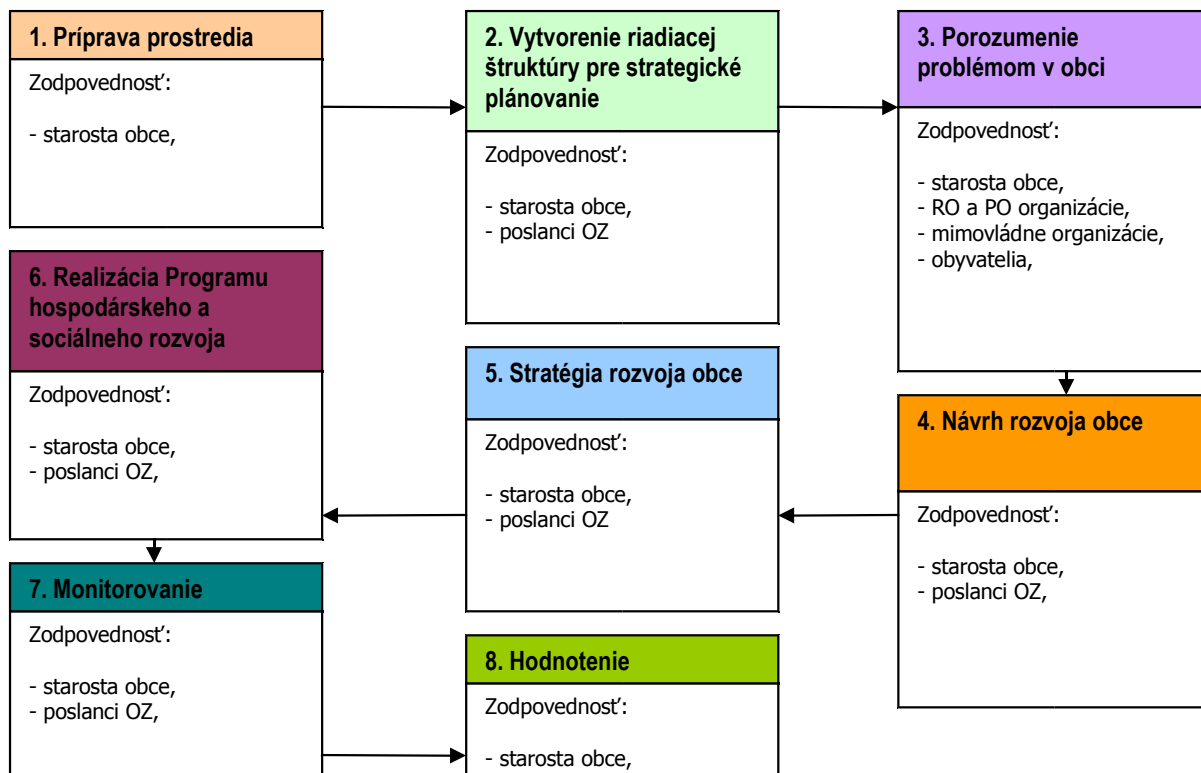 1. Príprava prostredia
Zodpovednosť:
- starosta obce,
2. Vytvorenie riadiacej
štruktúry pre strategické
plánovanie
Zodpovednosť:
- starosta obce,
- poslanci OZ
3. Porozumenie
problémom v obci
Zodpovednosť:
- starosta obce,
- RO a PO organizácie,
- mimovládne organizácie,
- obyvatelia,
4. Návrh rozvoja obce
Zodpovednosť:
- starosta obce,
- poslanci OZ,
5. Stratégia rozvoja obce
Zodpovednosť:
- starosta obce,
- poslanci OZ
6. Realizácia Programu
hospodárskeho a
sociálneho rozvoja
Zodpovednosť:
- starosta obce,
- poslanci OZ,
7. Monitorovanie
Zodpovednosť:
- starosta obce,
- poslanci OZ,
8. Hodnotenie
Zodpovednosť:
- starosta obce,